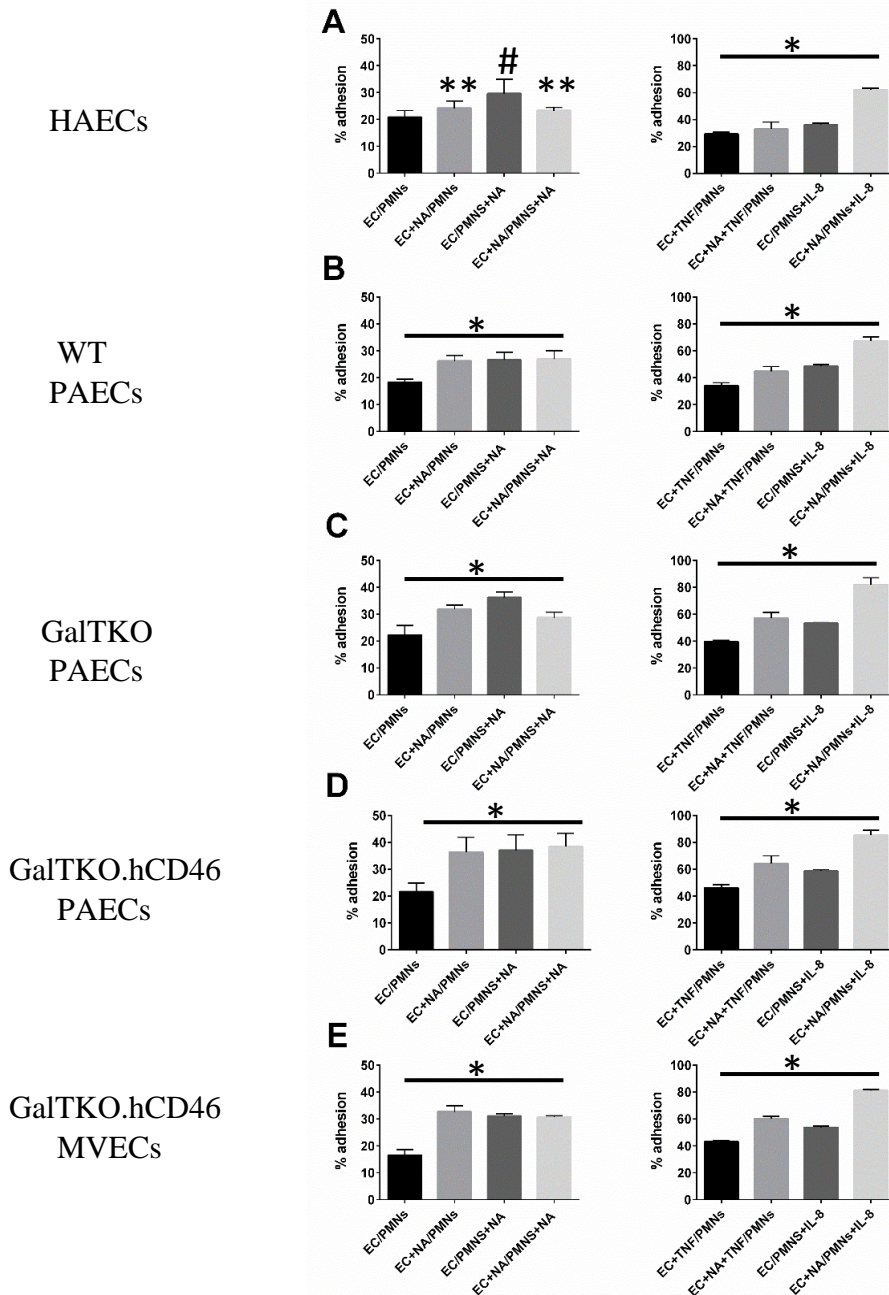 A
HAECs
% adhesion
50
40
30
20
10
0
** # **
EC/PMNs
EC+NA/PMNs
EC/PMNS+NA
EC+NA/PMNS+NA
% adhesion
100
80
60
40
20
0
*
EC+TNF/PMNs
EC+NA+TNF/PMNs
EC/PMNS+IL-8
EC+NA/PMNs+IL-8
B
WT
PAECs
% adhesion
50
40
30
20
10
0
*
EC/PMNs
EC+NA/PMNs
EC/PMNS+NA
EC+NA/PMNS+NA
% adhesion
100
80
60
40
20
0
*
EC+TNF/PMNs
EC+NA+TNF/PMNs
EC/PMNS+IL-8
EC+NA/PMNs+IL-8
C
GalTKO
PAECs
% adhesion
50
40
30
20
10
0
*
EC/PMNs
EC+NA/PMNs
EC/PMNS+NA
EC+NA/PMNS+NA
% adhesion
100
80
60
40
20
0
*
EC+TNF/PMNs
EC+NA+TNF/PMNs
EC/PMNS+IL-8
EC+NA/PMNs+IL-8
D
GalTKO.hCD46
PAECs
% adhesion
50
40
30
20
10
0
*
EC/PMNs
EC+NA/PMNs
EC/PMNS+NA
EC+NA/PMNS+NA
% adhesion
100
80
60
40
20
0
*
EC+TNF/PMNs
EC+NA+TNF/PMNs
EC/PMNS+IL-8
EC+NA/PMNs+IL-8
E
GalTKO.hCD46
MVECs
% adhesion
50
40
30
20
10
0
*
EC/PMNs
EC+NA/PMNs
EC/PMNS+NA
EC+NA/PMNS+NA
% adhesion
100
80
60
40
20
0
*
EC+TNF/PMNs
EC+NA+TNF/PMNs
EC/PMNS+IL-8
EC+NA/PMNs+IL-8